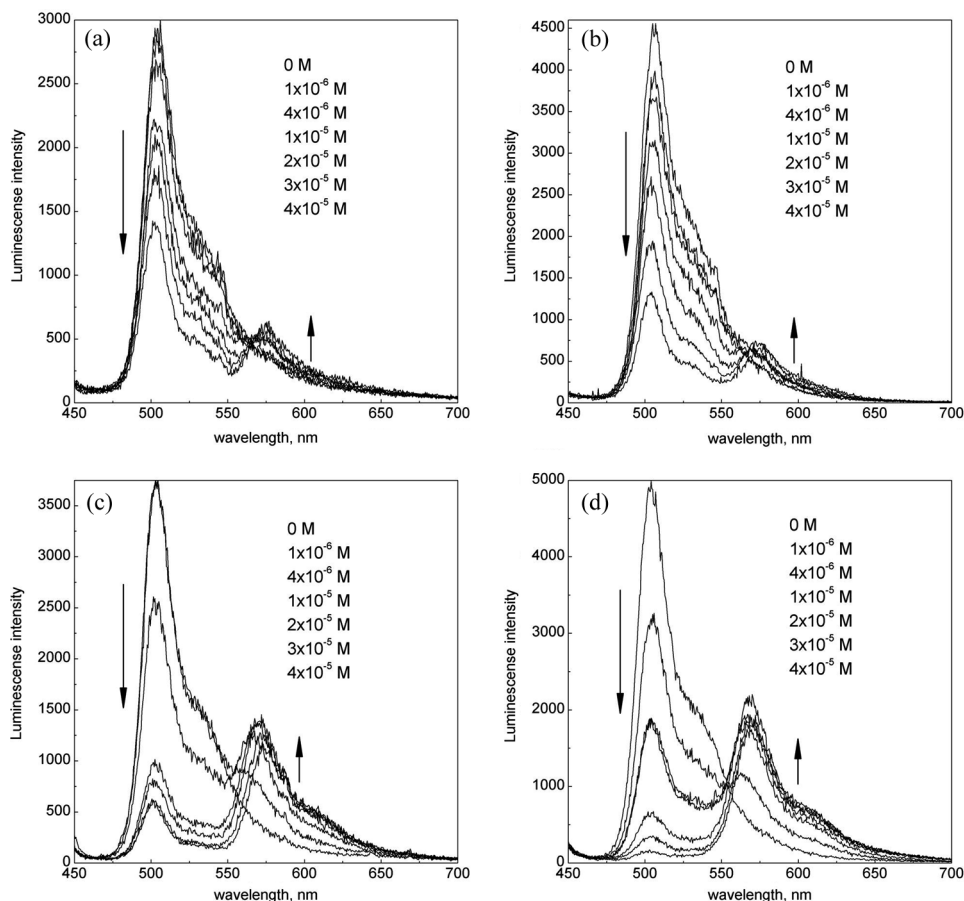 (a)
Luminescense intensity
3000
2500
2000
1500
1000
500
0
0 M
1x10⁻⁶ M
4x10⁻⁶ M
1x10⁻⁵ M
2x10⁻⁵ M
3x10⁻⁵ M
4x10⁻⁵ M
450 500 550 600 650 700
wavelength, nm
(b)
Luminescense intensity
4500
4000
3500
3000
2500
2000
1500
1000
500
0
0 M
1x10⁻⁶ M
4x10⁻⁶ M
1x10⁻⁵ M
2x10⁻⁵ M
3x10⁻⁵ M
4x10⁻⁵ M
450 500 550 600 650 700
wavelength, nm
(c)
Luminescense intensity
3500
3000
2500
2000
1500
1000
500
0
0 M
1x10⁻⁶ M
4x10⁻⁶ M
1x10⁻⁵ M
2x10⁻⁵ M
3x10⁻⁵ M
4x10⁻⁵ M
450 500 550 600 650 700
wavelength, nm
(d)
Luminescense intensity
5000
4000
3000
2000
1000
0
0 M
1x10⁻⁶ M
4x10⁻⁶ M
1x10⁻⁵ M
2x10⁻⁵ M
3x10⁻⁵ M
4x10⁻⁵ M
450 500 550 600 650 700
wavelength, nm